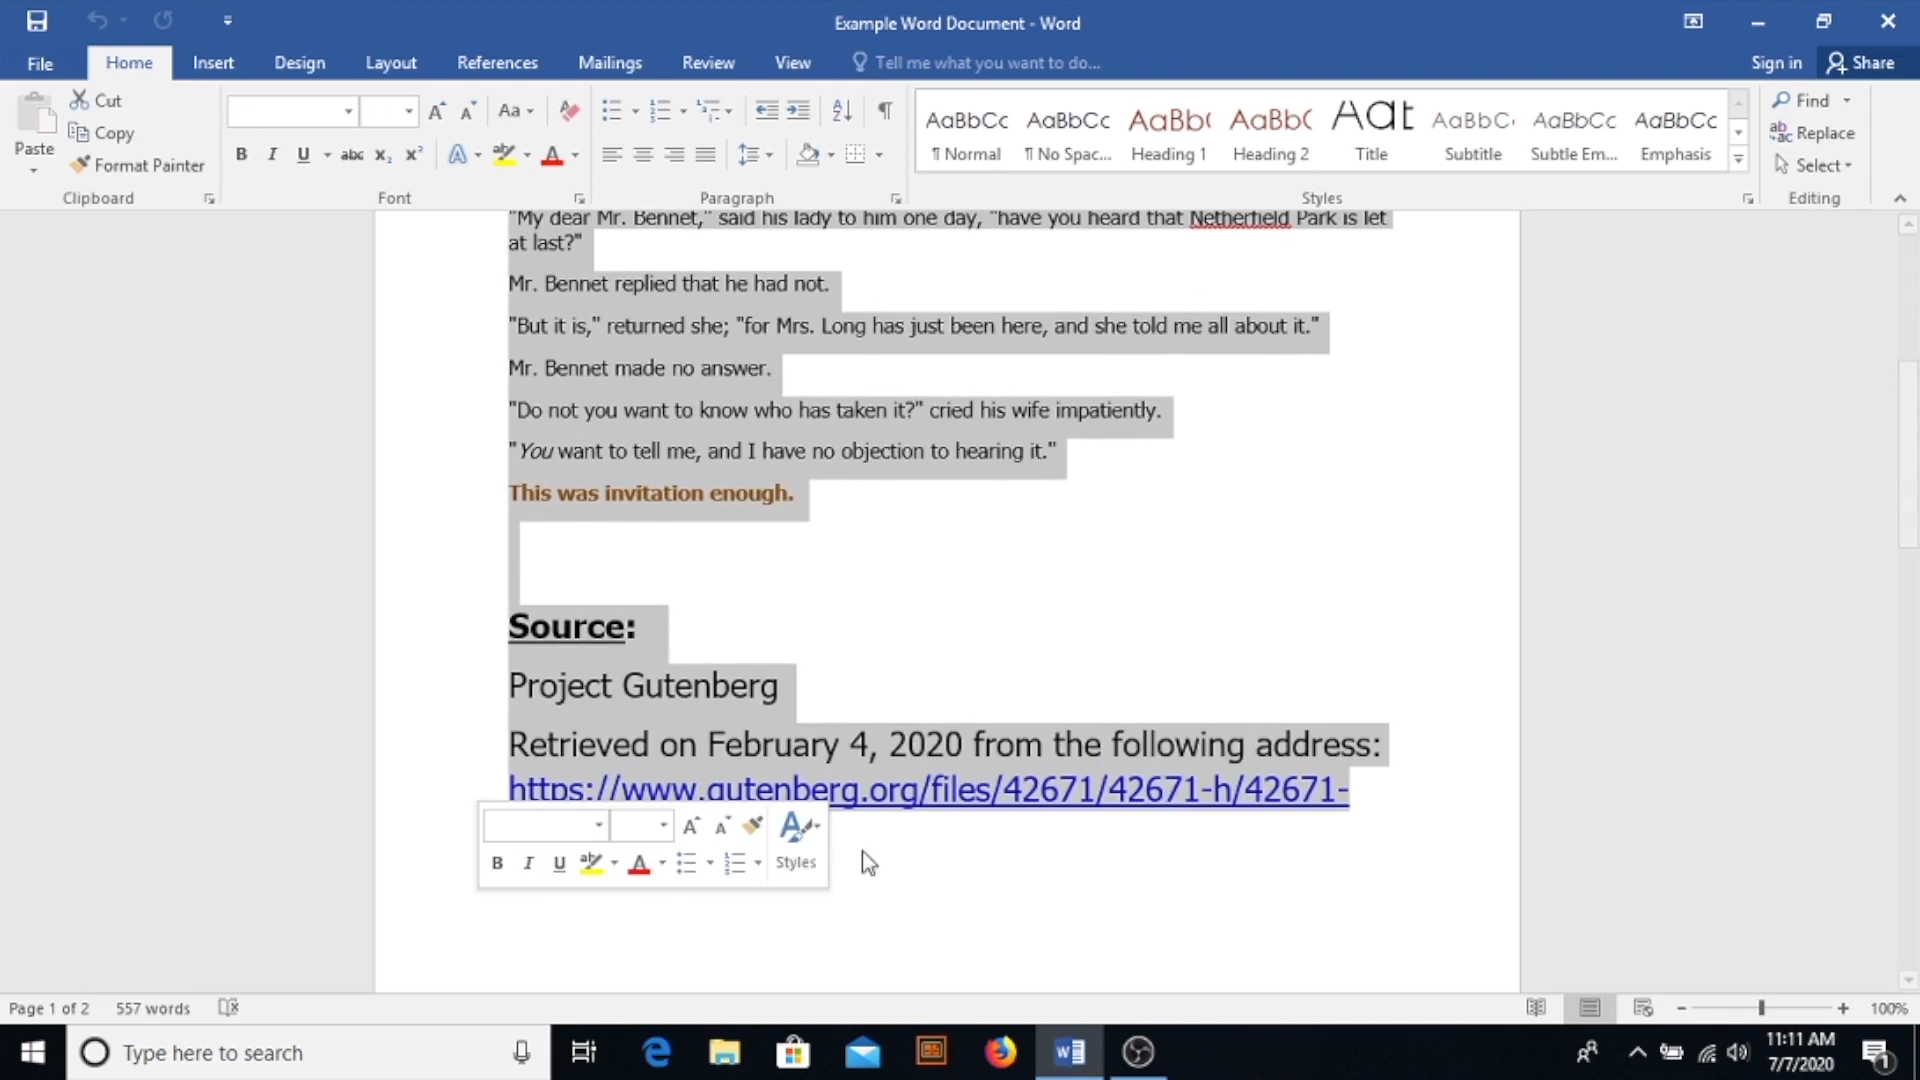 Example Word Document - Word
File Home Insert Design Layout References Mailings Review View Tell me what you want to do... Sign in Share
Paste
Cut
Copy
Format Painter
Clipboard
Aa
B I U abc X₂ X² A ab A
Font
Paragraph
AaBbCc AaBbCc AaBb( AaBb( Aat AaBbC AaBbCc AaBbCc
¶ Normal ¶ No Spac... Heading 1 Heading 2 Title Subtitle Subtle Em... Emphasis
Styles
Find
Replace
Select
Editing
"My dear Mr. Bennet," said his lady to him one day, "have you heard that Netherfield Park is let
at last?"
Mr. Bennet replied that he had not.
"But it is," returned she; "for Mrs. Long has just been here, and she told me all about it."
Mr. Bennet made no answer.
"Do not you want to know who has taken it?" cried his wife impatiently.
"You want to tell me, and I have no objection to hearing it."
This was invitation enough.
Source:
Project Gutenberg
Retrieved on February 4, 2020 from the following address:
https://www.gutenberg.org/files/42671/42671-h/42671-
B I U ab A Styles
Page 1 of 2 557 words 100%
Type here to search
11:11 AM
7/7/2020
1